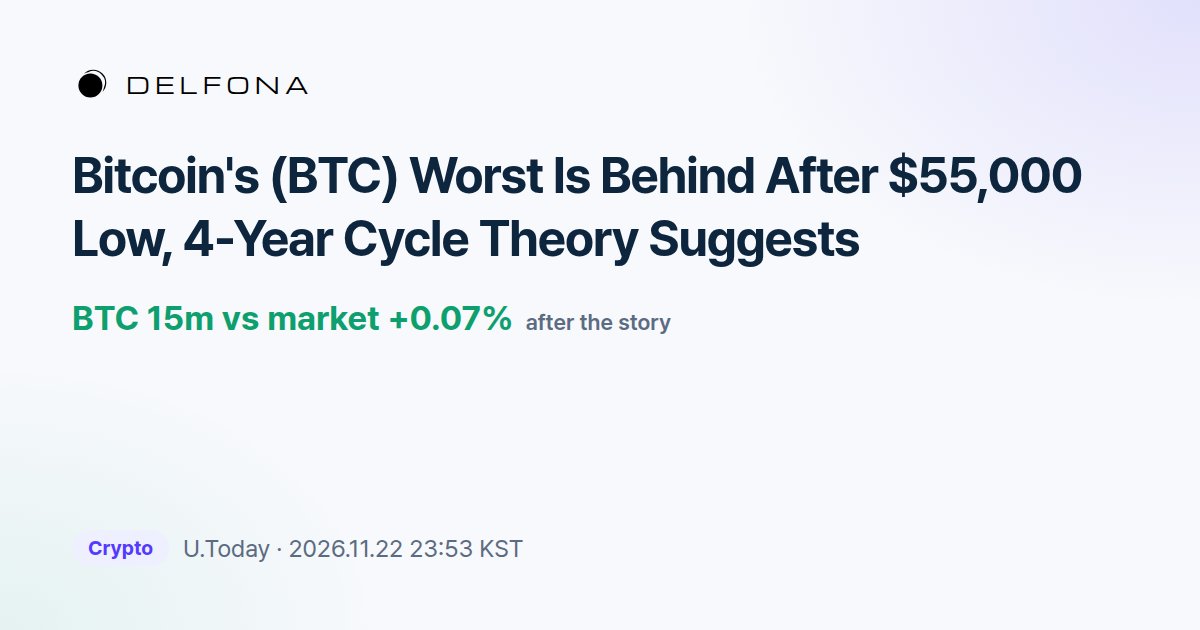 DELFONA
Bitcoin's (BTC) Worst Is Behind After $55,000
Low, 4-Year Cycle Theory Suggests
BTC 15m vs market +0.07% after the story
Crypto U.Today · 2026.11.22 23:53 KST